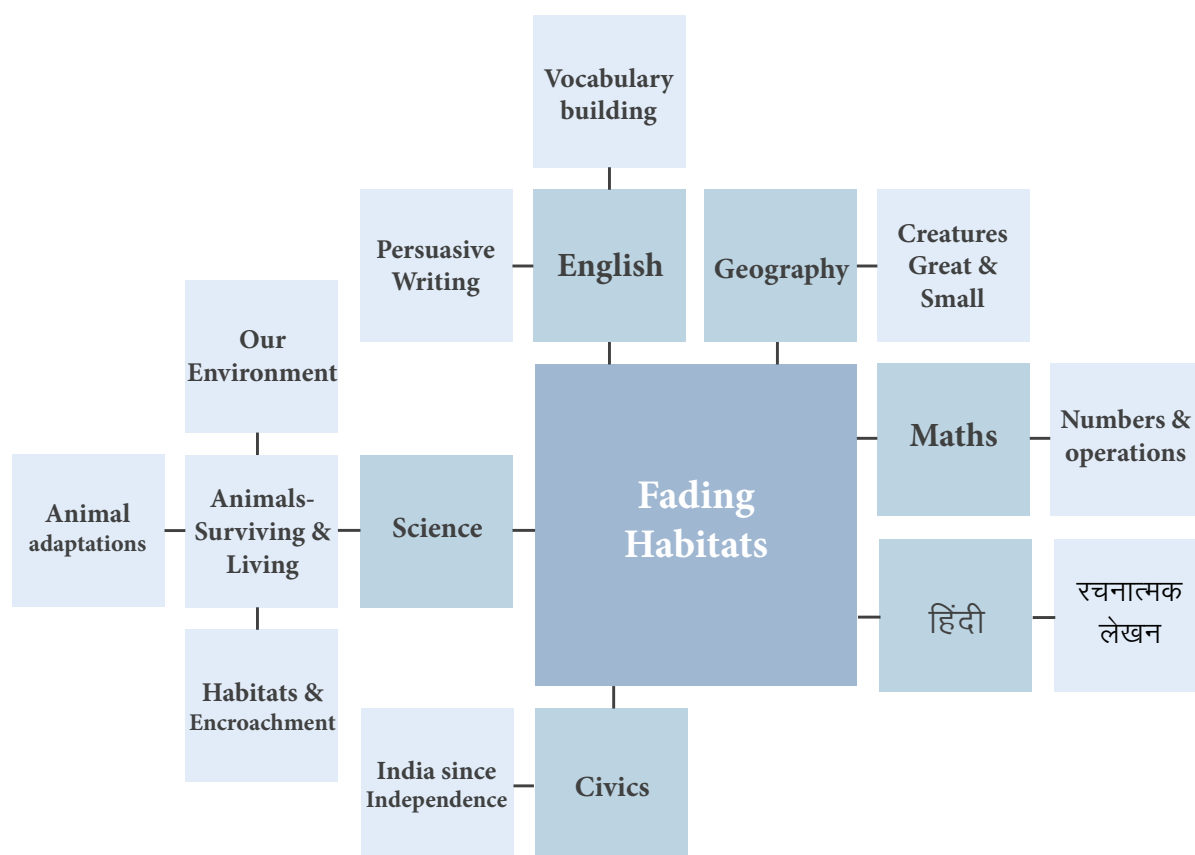 Vocabulary
building
Persuasive
Writing
English
Geography
Creatures
Great &
Small
Our
Environment
Maths
Numbers &
operations
Animal
adaptations
Animals-
Surviving &
Living
Science
Fading
Habitats
हिंदी
रचनात्मक
लेखन
Habitats &
Encroachment
India since
Independence
Civics